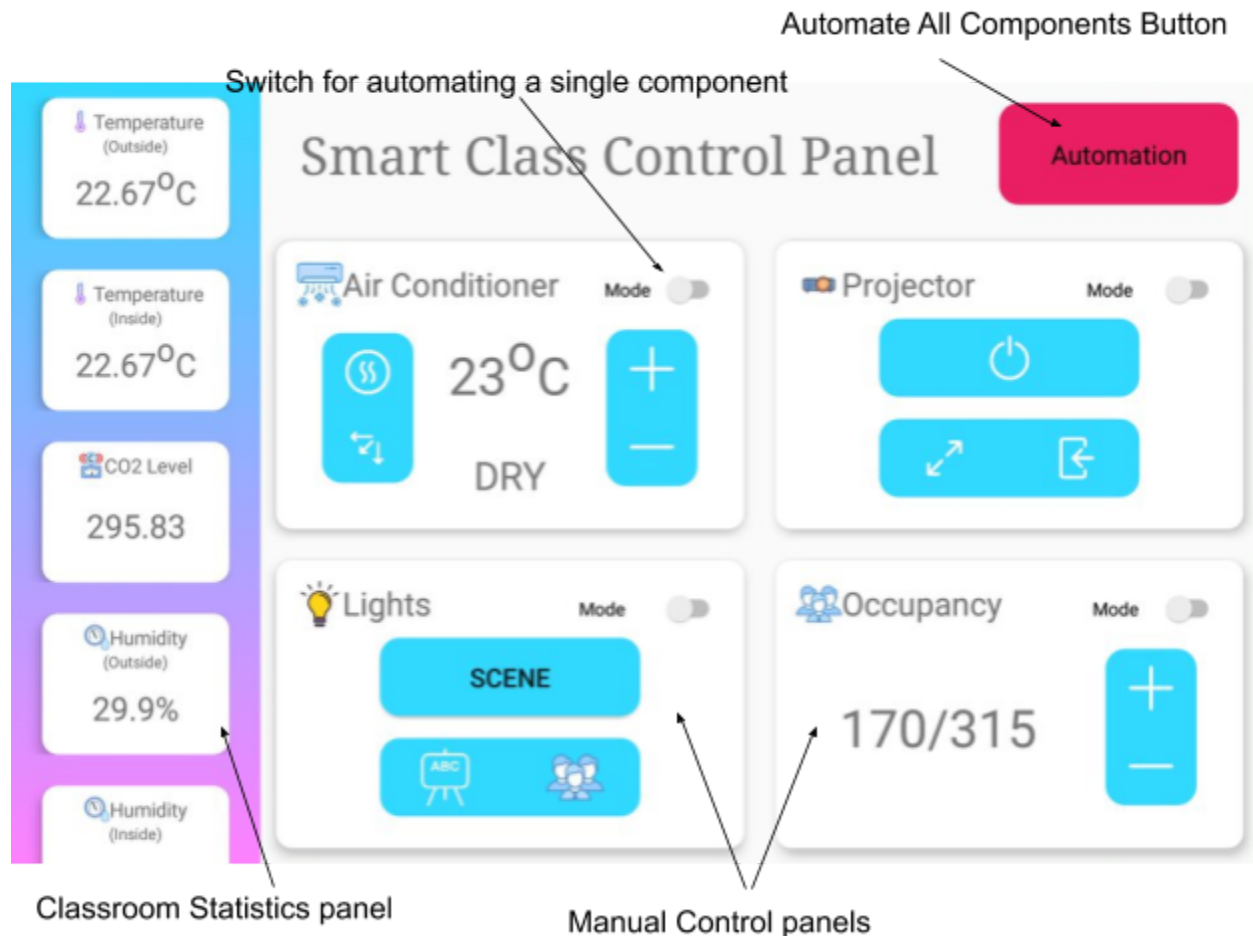 Automate All Components Button
Switch for automating a single component
Temperature
(Outside)
22.67°C
Temperature
(Inside)
22.67°C
CO2 Level
295.83
Humidity
(Outside)
29.9%
Humidity
(Inside)
Smart Class Control Panel
Automation
Air Conditioner
Mode
23°C
DRY
Projector
Mode
Lights
Mode
SCENE
ABC
Occupancy
Mode
170/315
Classroom Statistics panel
Manual Control panels